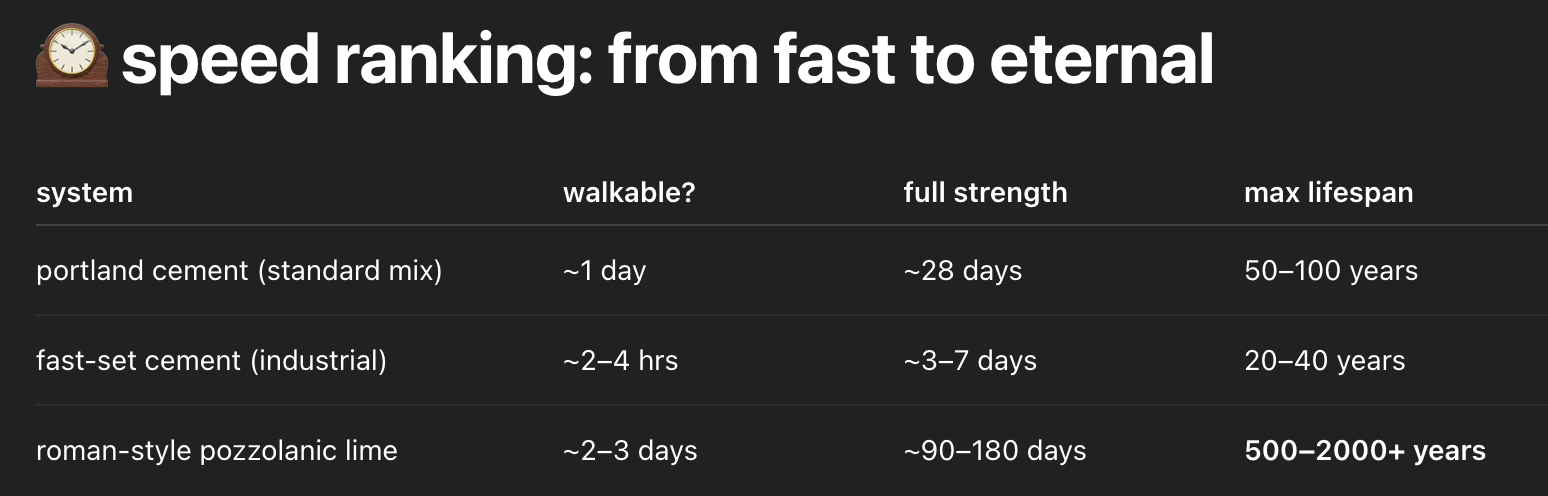 🕰️ speed ranking: from fast to eternal
system walkable? full strength max lifespan
portland cement (standard mix) ~1 day ~28 days 50–100 years
fast-set cement (industrial) ~2–4 hrs ~3–7 days 20–40 years
roman-style pozzolanic lime ~2–3 days ~90–180 days 500–2000+ years